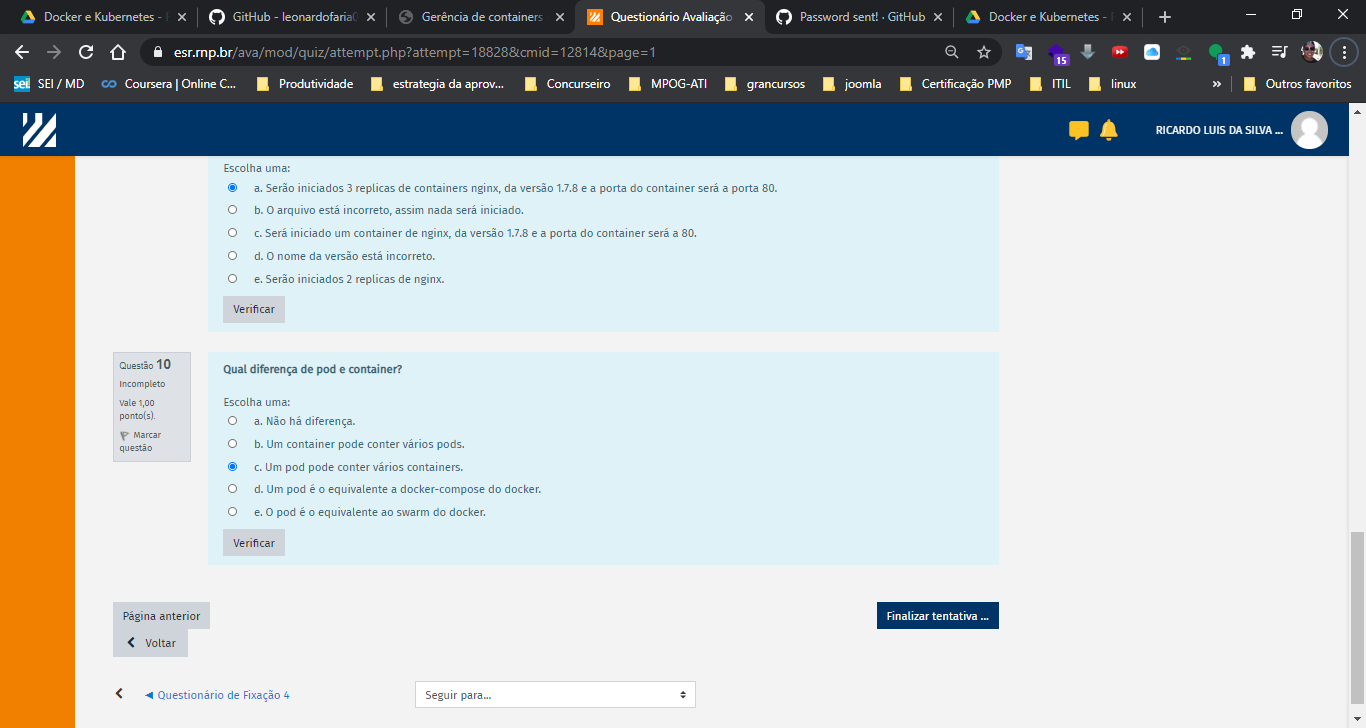 Docker e Kubernetes -
GitHub - leonardofaria
Gerência de containers
Questionário Avaliação
Password sent! · GitHub
Docker e Kubernetes -
esr.rnp.br/ava/mod/quiz/attempt.php?attempt=18828&cmid=12814&page=1
15
1
sei! SEI / MD
Coursera | Online C...
Produtividade
estrategia da aprov...
Concurseiro
MPOG-ATI
grancursos
joomla
Certificação PMP
ITIL
linux
»
Outros favoritos
RICARDO LUIS DA SILVA ...
Escolha uma:
a. Serão iniciados 3 replicas de containers nginx, da versão 1.7.8 e a porta do container será a porta 80.
b. O arquivo está incorreto, assim nada será iniciado.
c. Será iniciado um container de nginx, da versão 1.7.8 e a porta do container será a 80.
d. O nome da versão está incorreto.
e. Serão iniciados 2 replicas de nginx.
Verificar
Questão 10
Incompleto
Vale 1,00
ponto(s).
Marcar
questão
Qual diferença de pod e container?
Escolha uma:
a. Não há diferença.
b. Um container pode conter vários pods.
c. Um pod pode conter vários containers.
d. Um pod é o equivalente a docker-compose do docker.
e. O pod é o equivalente ao swarm do docker.
Verificar
Página anterior
Finalizar tentativa ...
Voltar
◄ Questionário de Fixação 4
Seguir para...